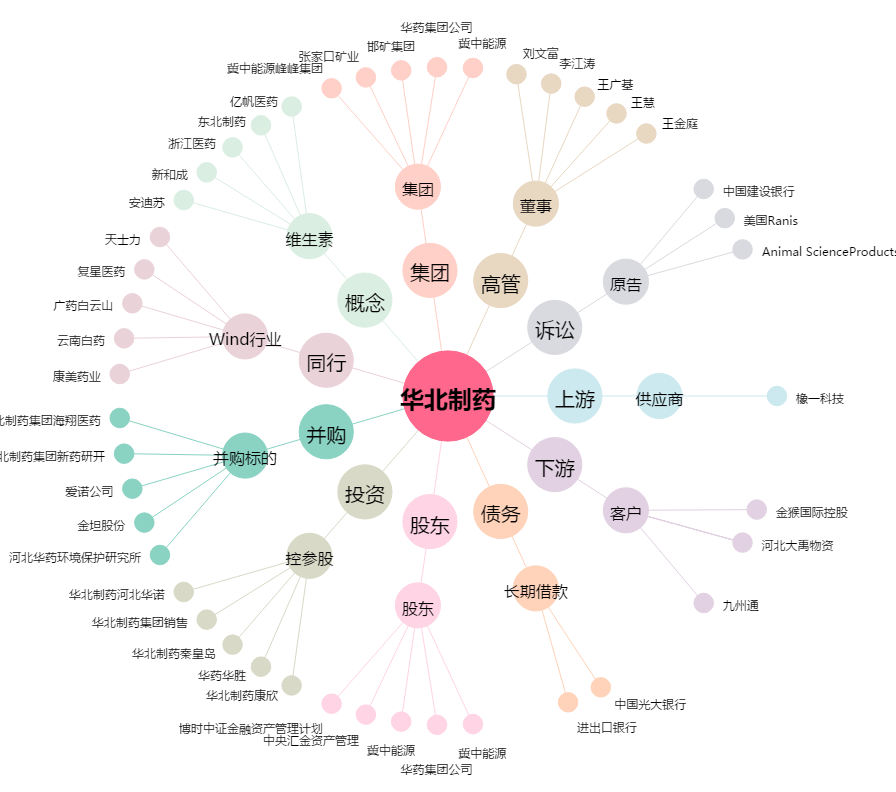 华药集团公司
冀中能源
邯矿集团
张家口矿业
冀中能源峰峰集团
刘文富
李江涛
王广基
王慧
王金庭
亿帆医药
东北制药
浙江医药
新和成
安迪苏
集团
董事
维生素
集团
高管
概念
中国建设银行
美国Ranis
Animal ScienceProducts
原告
诉讼
天士力
复星医药
广药白云山
云南白药
康美药业
Wind行业
同行
华北制药
上游
供应商
橡一科技
北制药集团海翔医药
北制药集团新药研开
爱诺公司
金坦股份
河北华药环境保护研究所
并购标的
并购
下游
客户
金猴国际控股
河北大禹物资
九州通
投资
控参股
华北制药河北华诺
华北制药集团销售
华北制药秦皇岛
华药华胜
华北制药康欣
股东
股东
债务
长期借款
中国光大银行
进出口银行
博时中证金融资产管理计划
中央汇金资产管理
冀中能源
华药集团公司
冀中能源